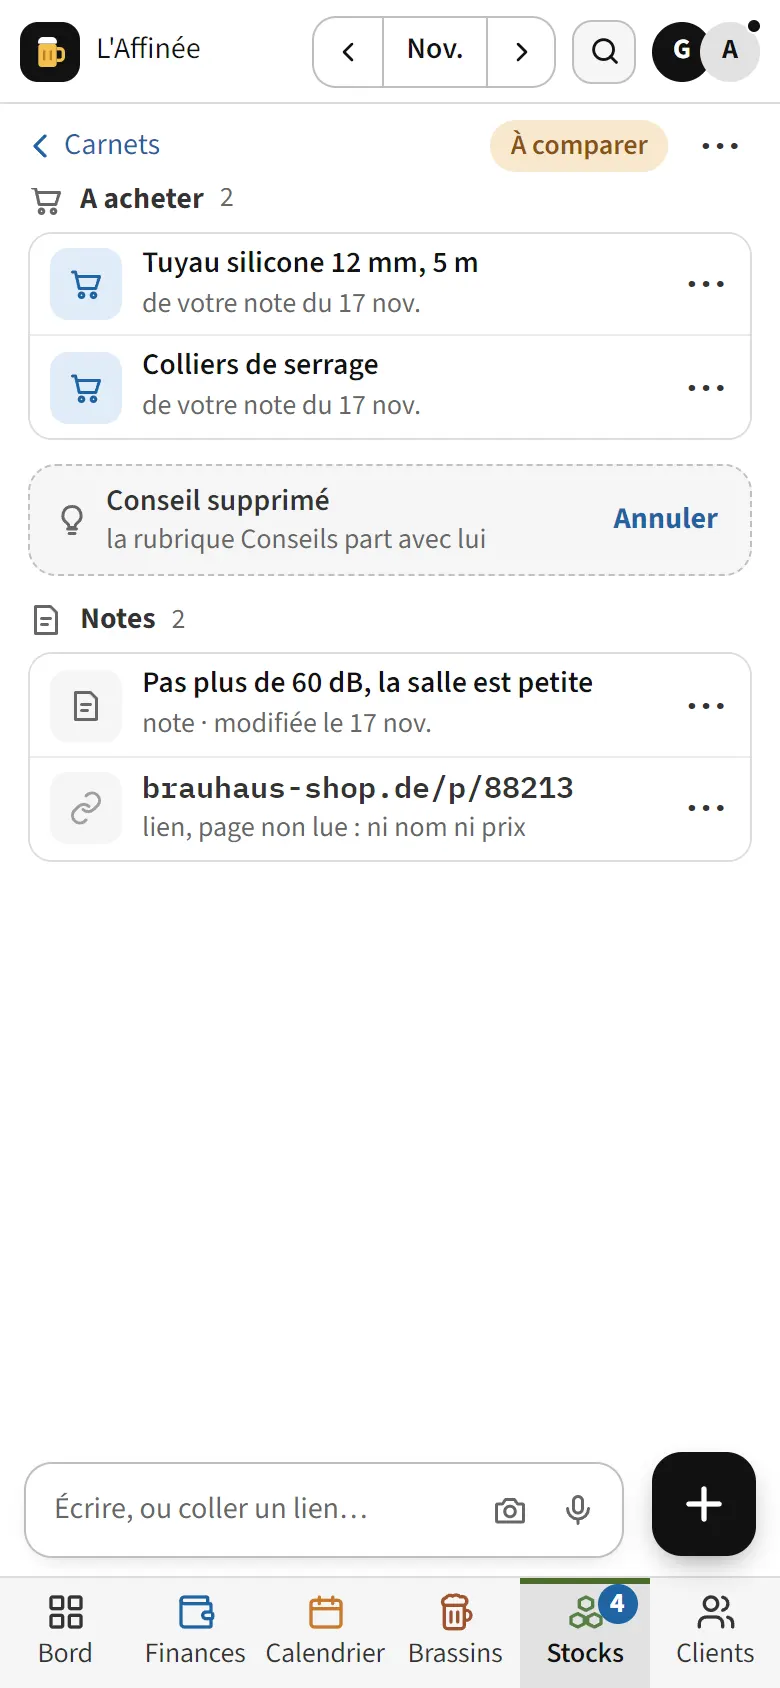 L'Affinée
Nov.
G
A
Carnets
À comparer
A acheter 2
Tuyau silicone 12 mm, 5 m
de votre note du 17 nov.
Colliers de serrage
de votre note du 17 nov.
Conseil supprimé
la rubrique Conseils part avec lui
Annuler
Notes 2
Pas plus de 60 dB, la salle est petite
note · modifiée le 17 nov.
brauhaus-shop.de/p/88213
lien, page non lue : ni nom ni prix
Écrire, ou coller un lien…
Bord
Finances
Calendrier
Brassins
4
Stocks
Clients